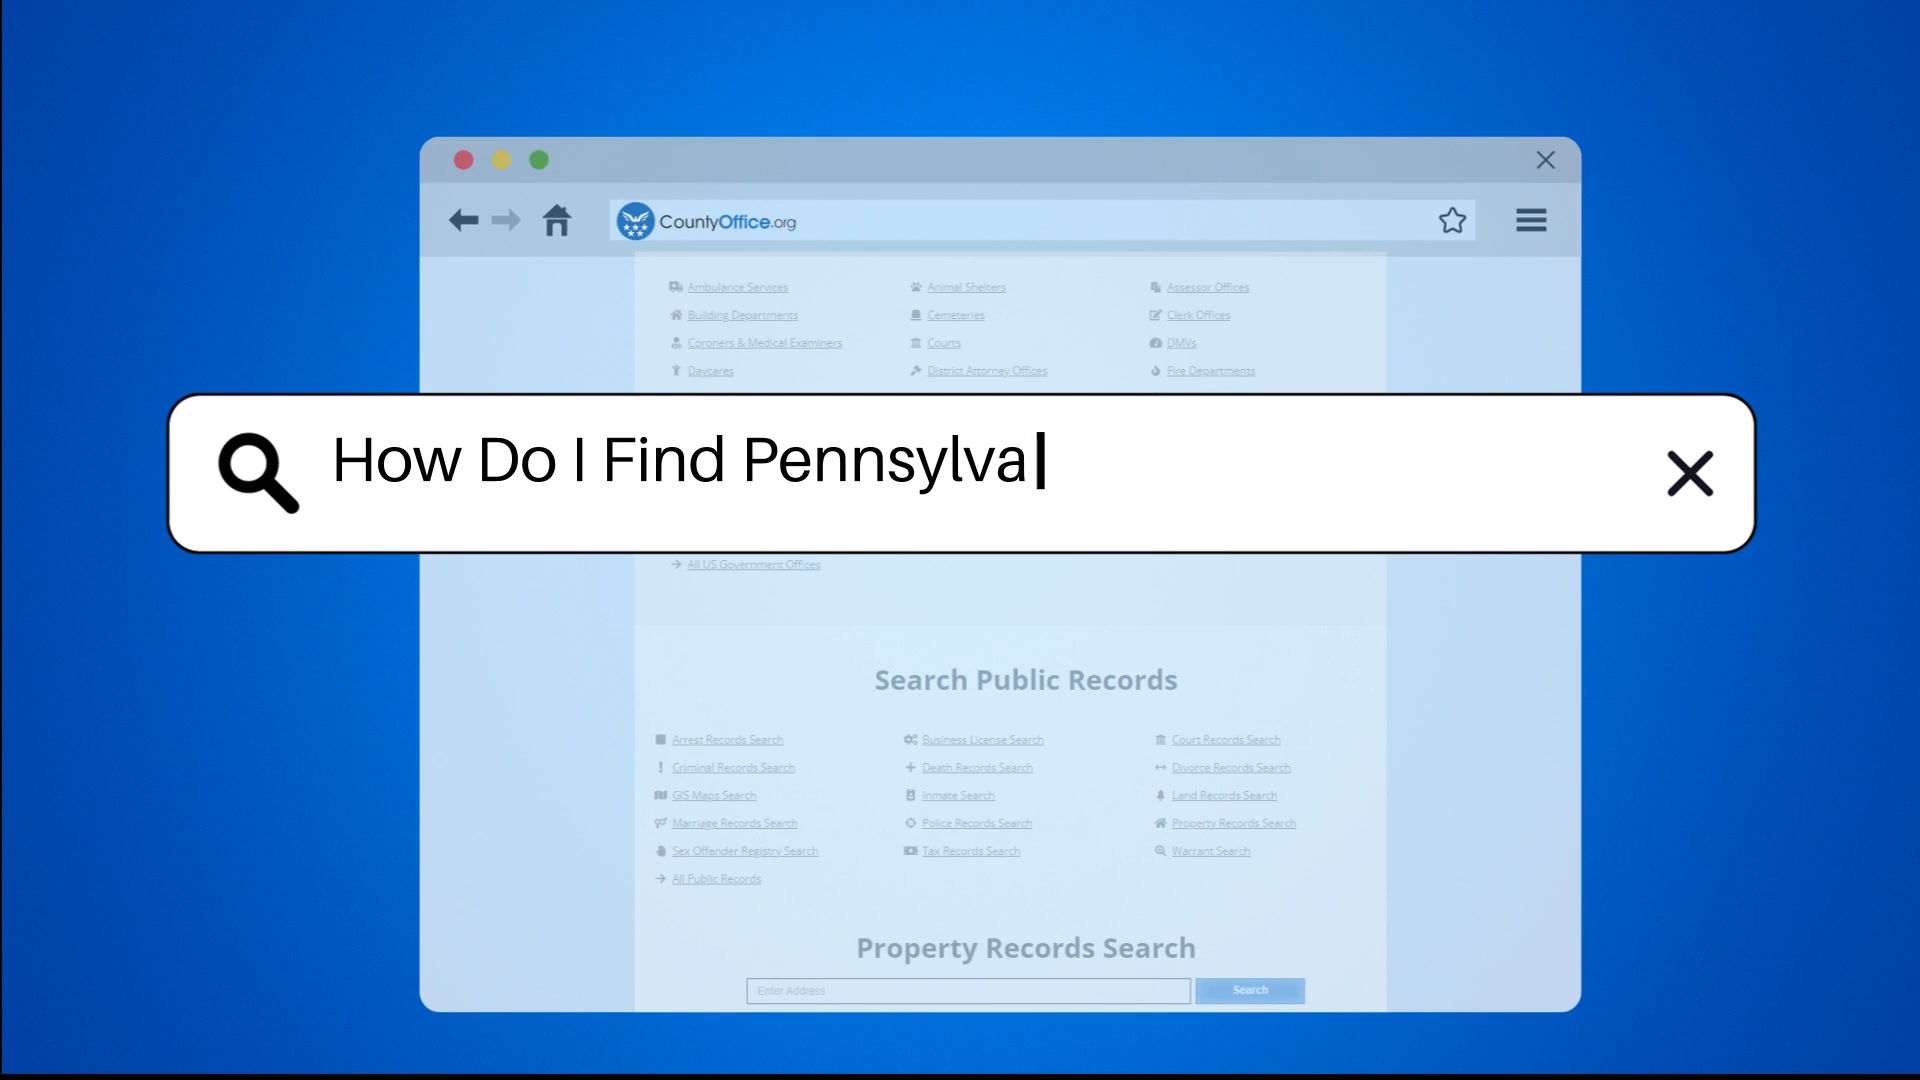 CountyOffice.org
Ambulance Services Animal Shelters Assessor Offices
Building Departments Cemeteries Clerk Offices
Coroners & Medical Examiners Courts DMVs
Daycares District Attorney Offices Fire Departments
How Do I Find Pennsylva
All US Government Offices
Search Public Records
Arrest Records Search Business License Search Court Records Search
Criminal Records Search Death Records Search Divorce Records Search
GIS Maps Search Inmate Search Land Records Search
Marriage Records Search Police Records Search Property Records Search
Sex Offender Registry Search Tax Records Search Warrant Search
All Public Records
Property Records Search
Enter Address Search